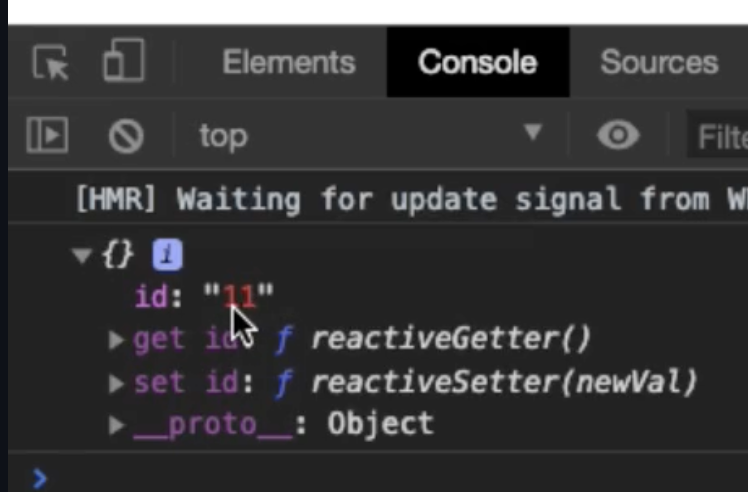 Elements Console Sources
top
[HMR] Waiting for update signal from
{} i
id: "11"
get id: ƒ reactiveGetter()
set id: ƒ reactiveSetter(newVal)
__proto__: Object